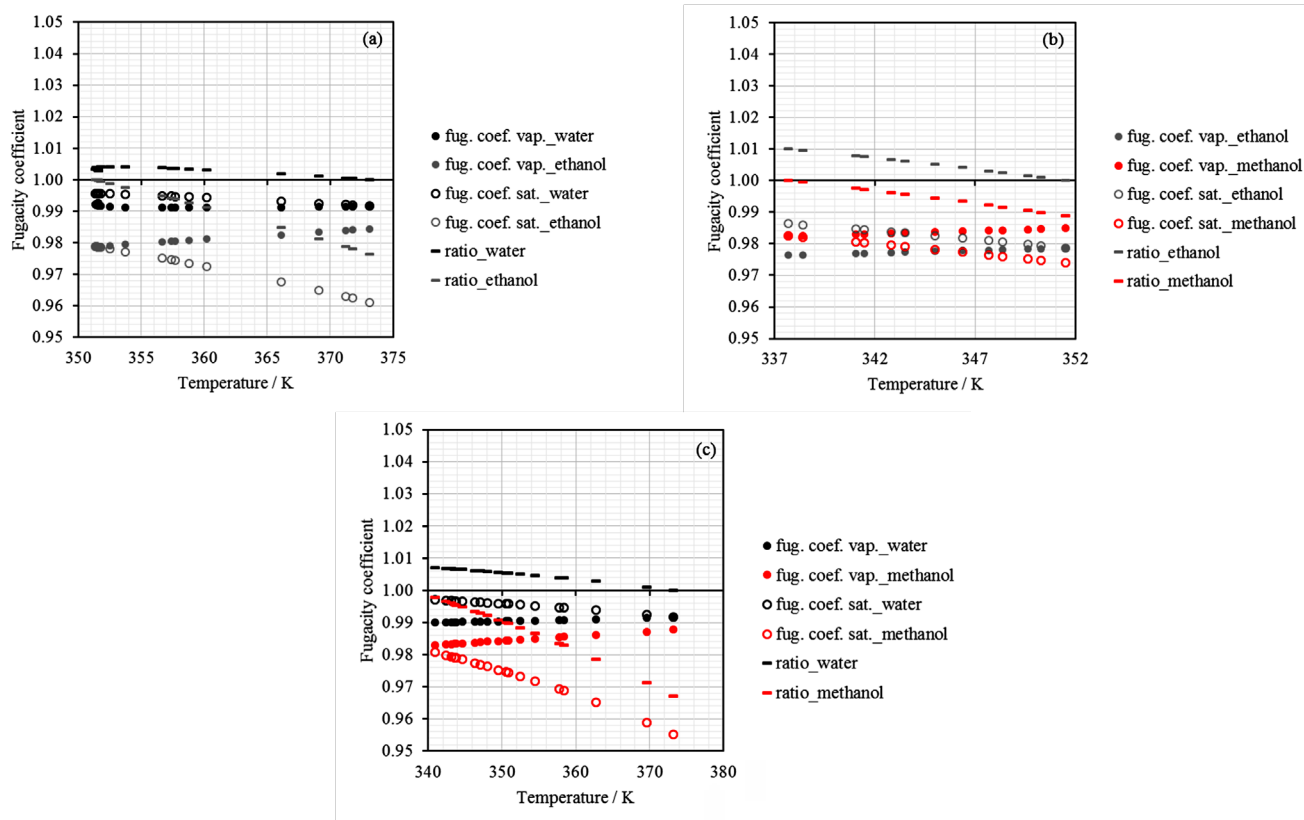 (a)
1.05
1.04
1.03
1.02
1.01
1.00
0.99
0.98
0.97
0.96
0.95
Fugacity coefficient
350 355 360 365 370 375
Temperature / K
fug. coef. vap._water
fug. coef. vap._ethanol
fug. coef. sat._water
fug. coef. sat._ethanol
ratio_water
ratio_ethanol
(b)
1.05
1.04
1.03
1.02
1.01
1.00
0.99
0.98
0.97
0.96
0.95
Fugacity coefficient
337 342 347 352
Temperature / K
fug. coef. vap._ethanol
fug. coef. vap._methanol
fug. coef. sat._ethanol
fug. coef. sat._methanol
ratio_ethanol
ratio_methanol
(c)
1.05
1.04
1.03
1.02
1.01
1.00
0.99
0.98
0.97
0.96
0.95
Fugacity coefficient
340 350 360 370 380
Temperature / K
fug. coef. vap._water
fug. coef. vap._methanol
fug. coef. sat._water
fug. coef. sat._methanol
ratio_water
ratio_methanol